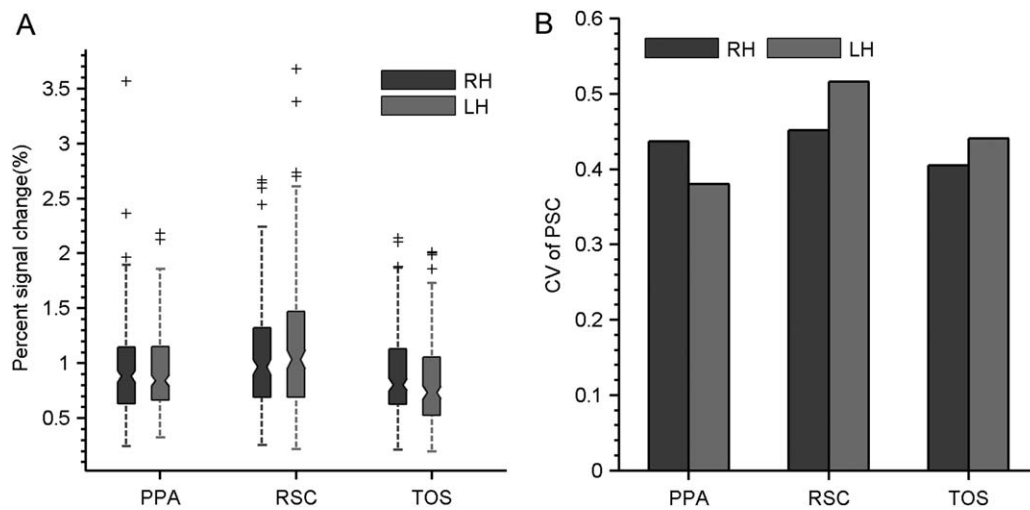 A
Percent signal change(%)
3.5
3
2.5
2
1.5
1
0.5
RH
LH
PPA RSC TOS
B
CV of PSC
0.6
0.5
0.4
0.3
0.2
0.1
0
RH LH
PPA RSC TOS